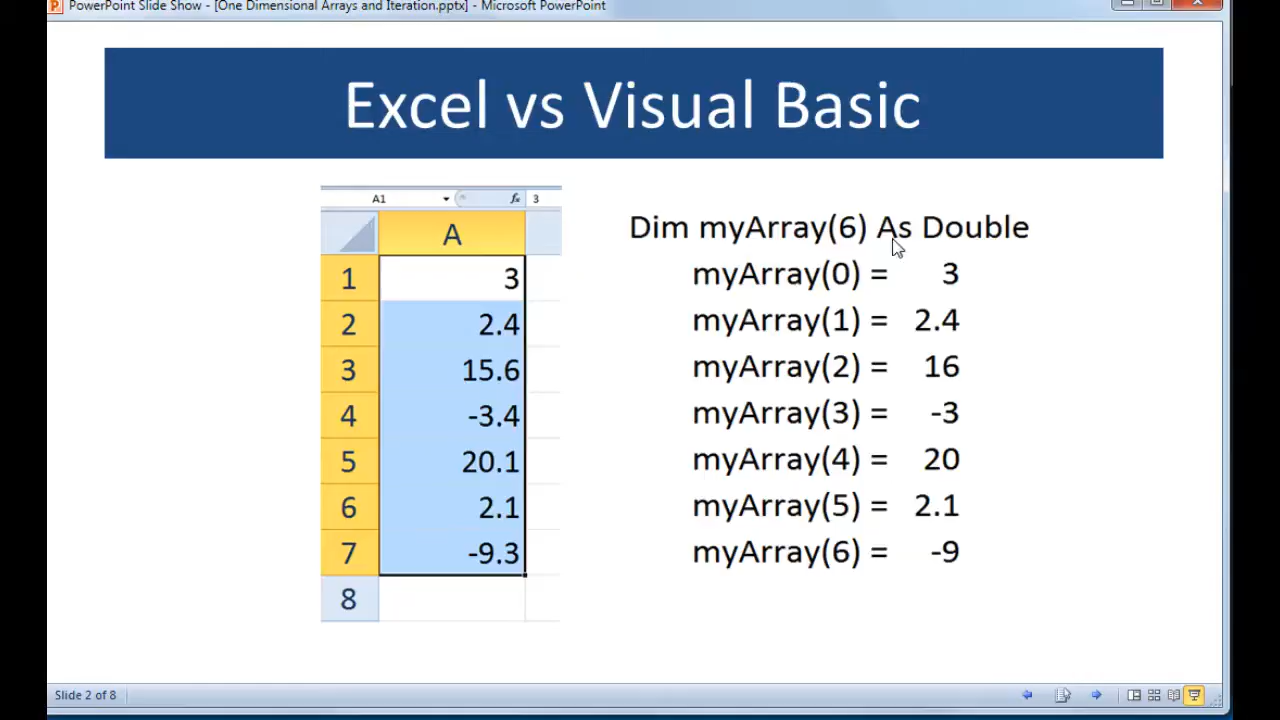 PowerPoint Slide Show - [One Dimensional Arrays and Iteration.pptx] - Microsoft PowerPoint
Excel vs Visual Basic
A1 fx 3
A
1 3
2 2.4
3 15.6
4 -3.4
5 20.1
6 2.1
7 -9.3
8
Dim myArray(6) As Double
myArray(0) = 3
myArray(1) = 2.4
myArray(2) = 16
myArray(3) = -3
myArray(4) = 20
myArray(5) = 2.1
myArray(6) = -9
Slide 2 of 8